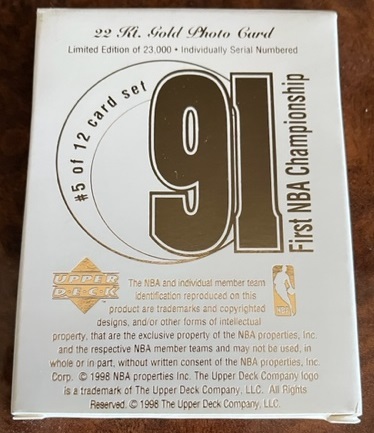 22 Kt. Gold Photo Card
Limited Edition of 23,000 • Individually Serial Numbered
#5 of 12 card set
91
First NBA Championship
UPPER
DECK
The NBA and individual member team
identification reproduced on this
product are trademarks and copyrighted
designs, and/or other forms of intellectual
property, that are the exclusive property of the NBA properties, Inc.
and the respective NBA member teams and may not be used, in
whole or in part, without written consent of the NBA properties, Inc.
Corp. © 1998 NBA properties Inc. The Upper Deck Company logo
is a trademark of The Upper Deck Company, LLC. All Rights
Reserved. © 1998 The Upper Deck Company, LLC.
NBA